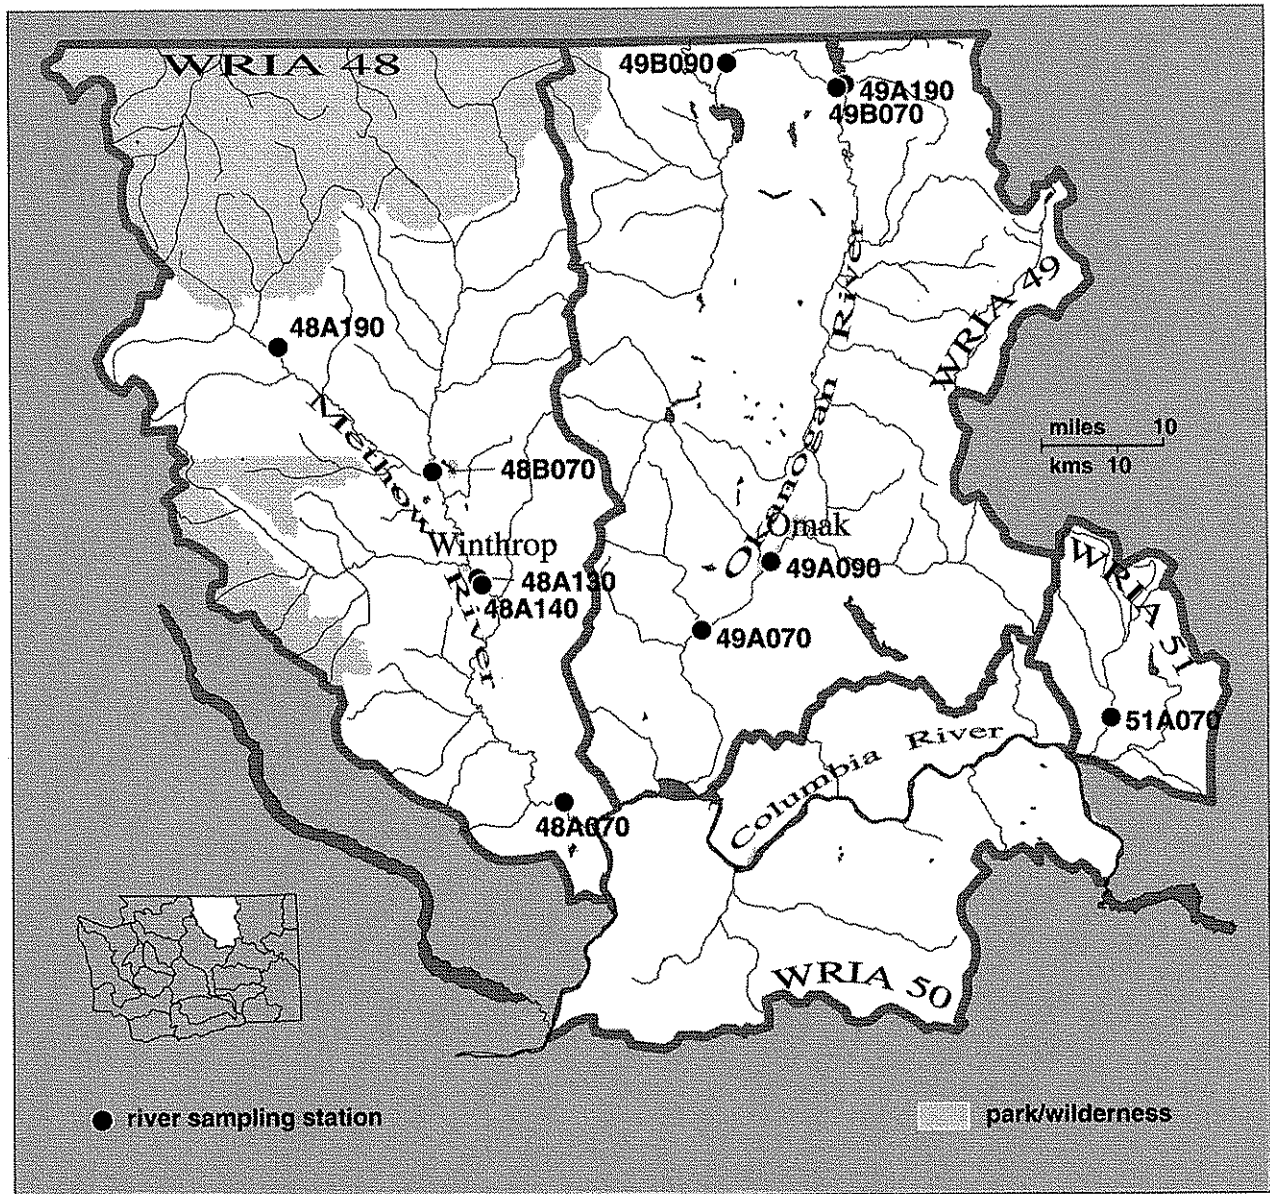 WRIA 48
49B090
49A190
49B070
WRIA 49
48A190
Methow River
Okanogan River
miles 10
kms 10
48B070
Omak
Winthrop
49A090
48A130
48A140
49A070
WRIA 51
51A070
Columbia River
48A070
WRIA 50
river sampling station
park/wilderness